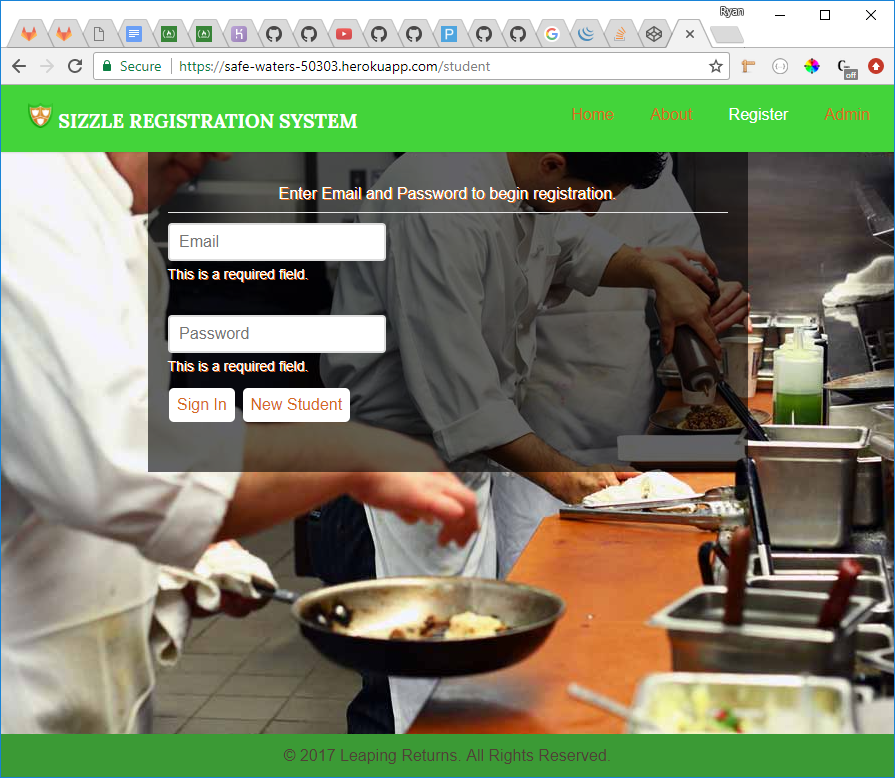 Ryan
Secure https://safe-waters-50303.herokuapp.com/student
off
SIZZLE REGISTRATION SYSTEM
Home About Register Admin
Enter Email and Password to begin registration.
Email
This is a required field.
Password
This is a required field.
Sign In New Student
© 2017 Leaping Returns. All Rights Reserved.